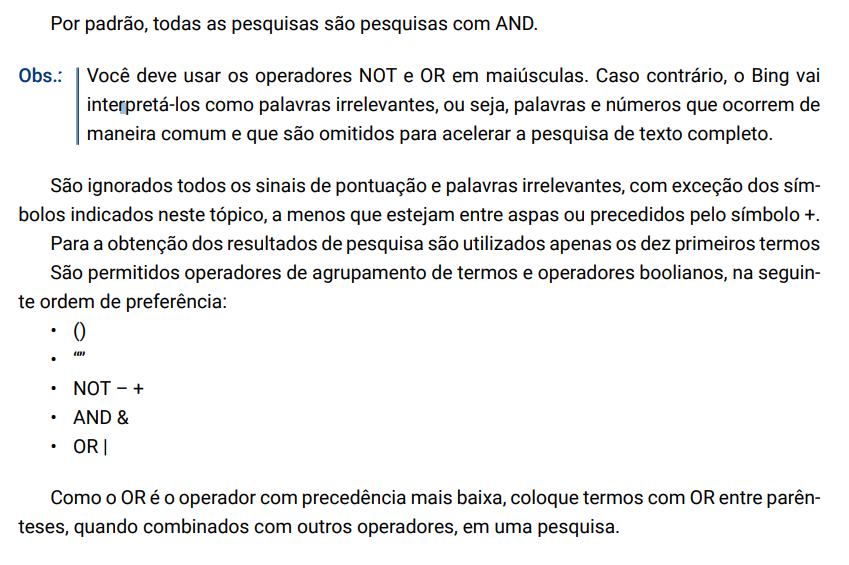 Por padrão, todas as pesquisas são pesquisas com AND.
Obs.: Você deve usar os operadores NOT e OR em maiúsculas. Caso contrário, o Bing vai
interpretá-los como palavras irrelevantes, ou seja, palavras e números que ocorrem de
maneira comum e que são omitidos para acelerar a pesquisa de texto completo.
São ignorados todos os sinais de pontuação e palavras irrelevantes, com exceção dos sím-
bolos indicados neste tópico, a menos que estejam entre aspas ou precedidos pelo símbolo +.
Para a obtenção dos resultados de pesquisa são utilizados apenas os dez primeiros termos
São permitidos operadores de agrupamento de termos e operadores boolianos, na seguin-
te ordem de preferência:
• ()
• “”
• NOT – +
• AND &
• OR |
Como o OR é o operador com precedência mais baixa, coloque termos com OR entre parên-
teses, quando combinados com outros operadores, em uma pesquisa.